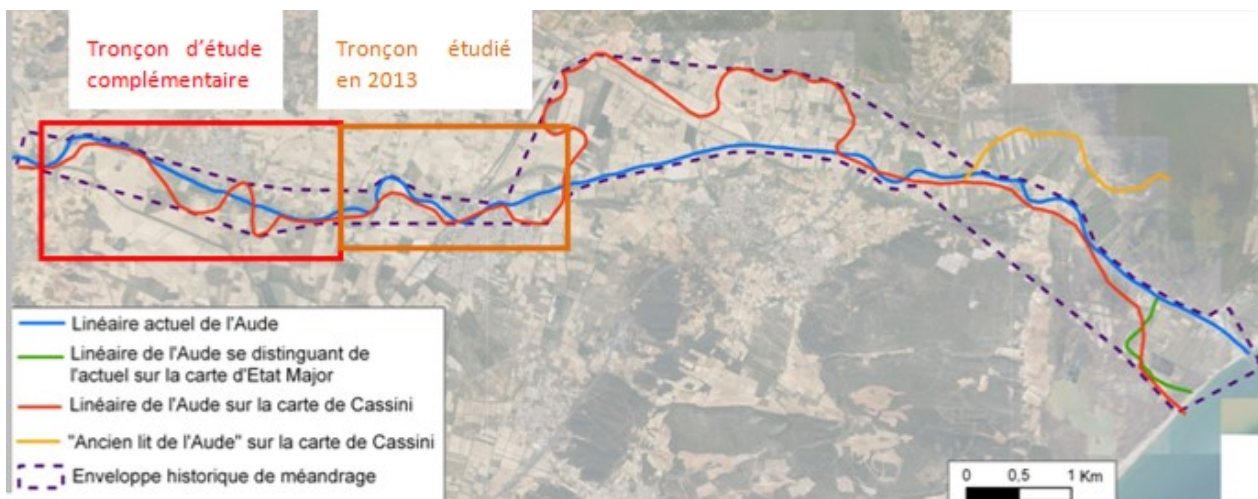 Tronçon d'étude
complémentaire
Tronçon étudié
en 2013
Linéaire actuel de l'Aude
Linéaire de l'Aude se distinguant de
l'actuel sur la carte d'Etat Major
Linéaire de l'Aude sur la carte de Cassini
"Ancien lit de l'Aude" sur la carte de Cassini
Enveloppe historique de méandrage
0 0,5 1 Km